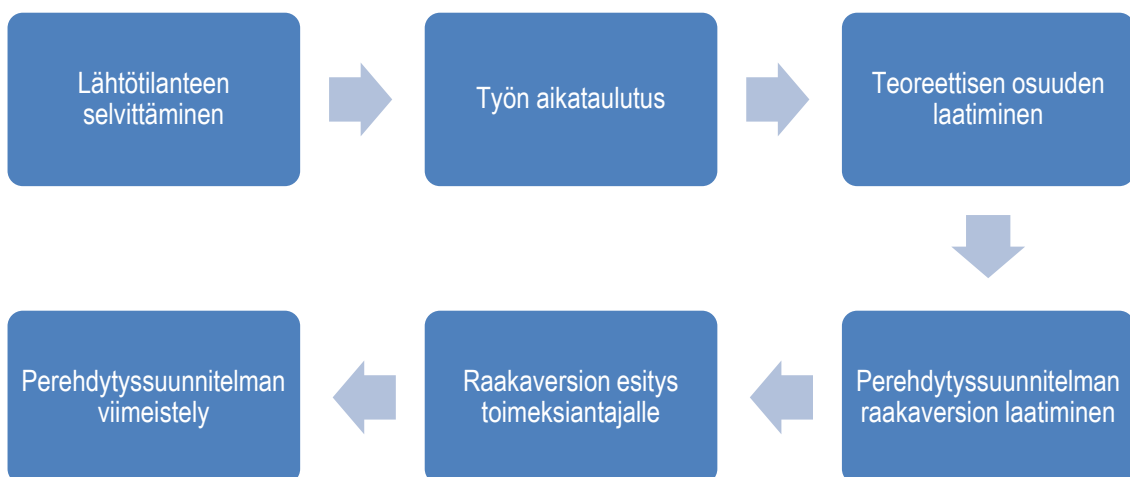 Lähtötilanteen
selvittäminen
Työn aikataulutus
Teoreettisen osuuden
laatiminen
Perehdytyssuunnitelman
raakaversion laatiminen
Raakaversion esitys
toimeksiantajalle
Perehdytyssuunnitelman
viimeistely